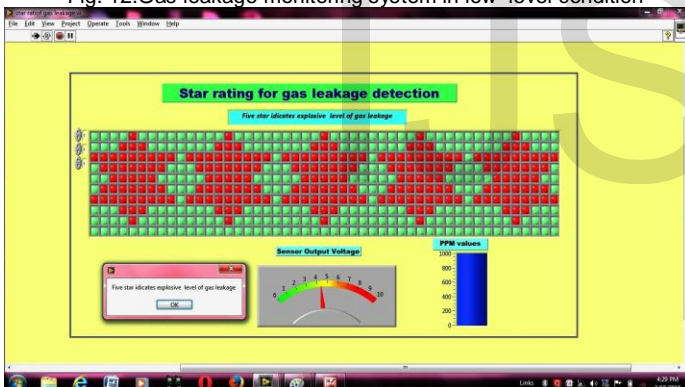 Fig. 12.Gas leakage monitoring system in low level condition
star ratrof gas leakage.vi
File Edit View Project Operate Tools Window Help
Star rating for gas leakage detection
Five star idicates explosive level of gas leakage
Sensor Output Voltage
PPM values
0 1 2 3 4 5 6 7 8 9 10
1000
800
600
400
200
0
Five star idicates explosive level of gas leakage
OK
Links
4:29 PM